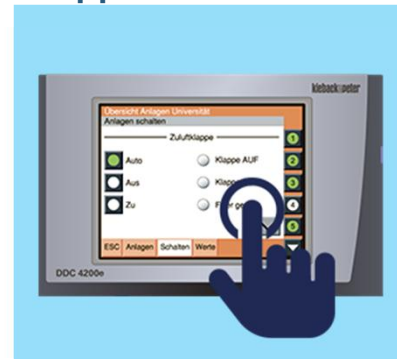 kieback&peter
Übersicht Anlagen Universität
Anlagen schalten
Zuluftklappe
1
Auto
Klappe AUF
2
Aus
3
Zu
4
5
ESC Anlagen Schalten Werte
DDC 4200e